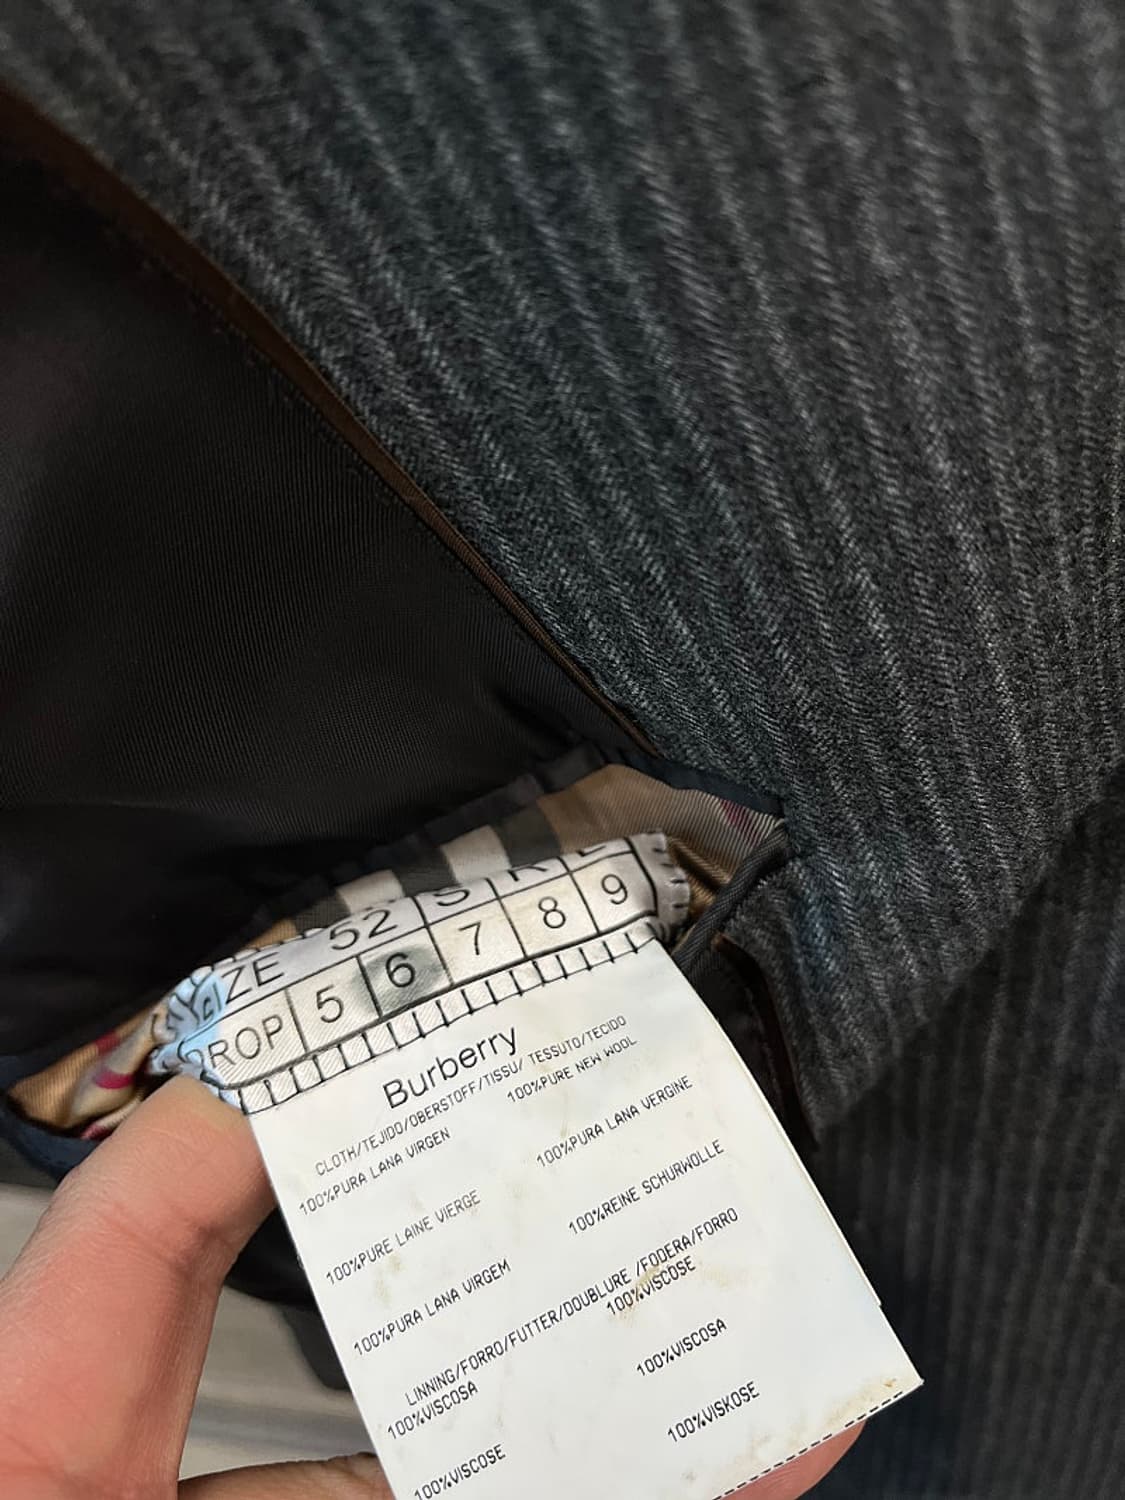 SIZE 52 S R L
DROP 5 6 7 8 9
Burberry
CLOTH/TEJIDO/OBERSTOFF/TISSU/ TESSUTO/TECIDO
100%PURA LANA VIRGEN 100%PURE NEW WOOL
100%PURE LAINE VIERGE 100%PURA LANA VERGINE
100%PURA LANA VIRGEM 100%REINE SCHURWOLLE
LINNING/FORRO/FUTTER/DOUBLURE /FODERA/FORRO
100%VISCOSA 100%VISCOSE
100%VISCOSE 100%VISCOSA
100%VISKOSE